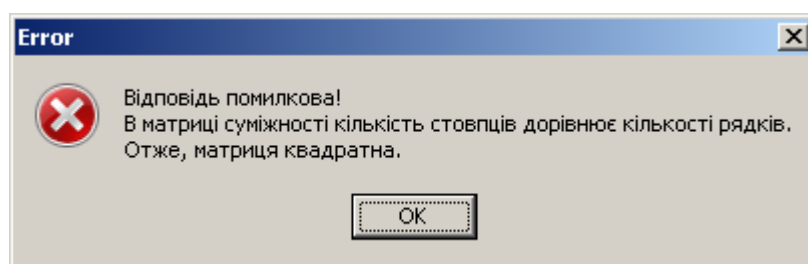 Error
Відповідь помилкова!
В матриці суміжності кількість стовпців дорівнює кількості рядків.
Отже, матриця квадратна.
OK